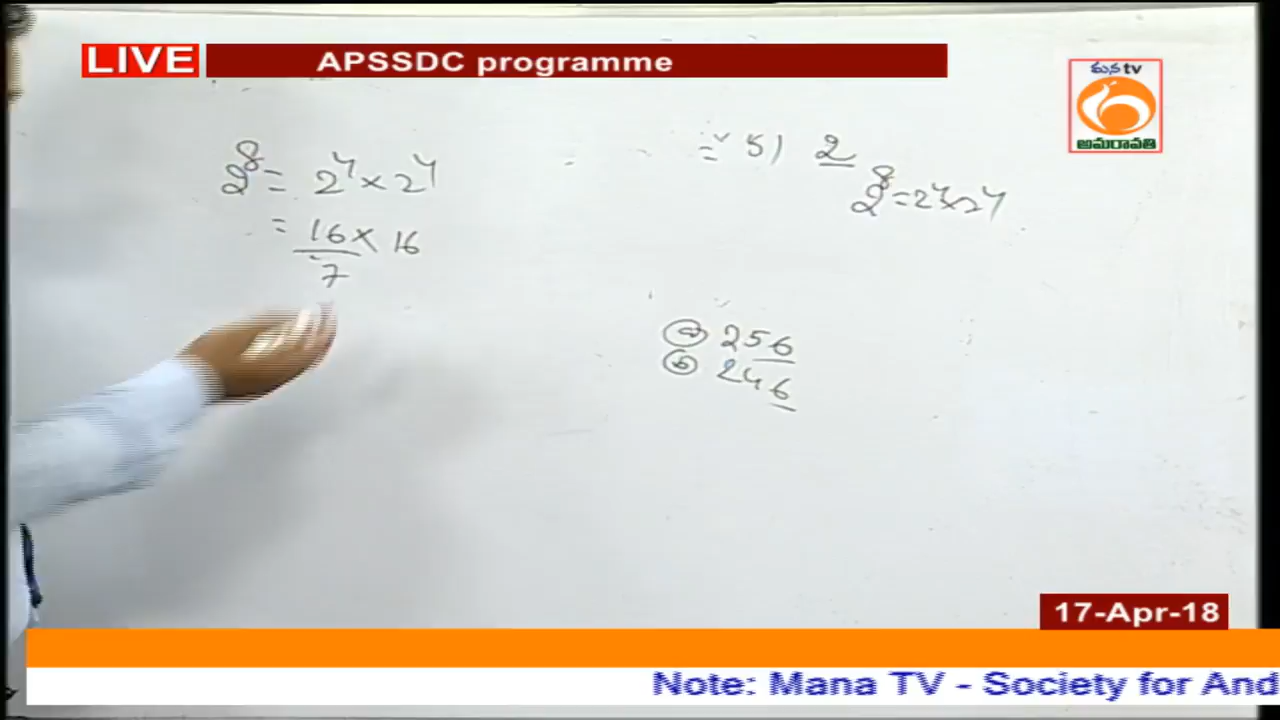 LIVE APSSDC programme
మన tv
అమరావతి
2⁸ = 2⁴ × 2⁴
= 16 × 16
7
= 5) 2
2⁸ = 2⁴ × 2⁴
ⓐ 256
ⓑ 246
17-Apr-18
Note: Mana TV - Society for And